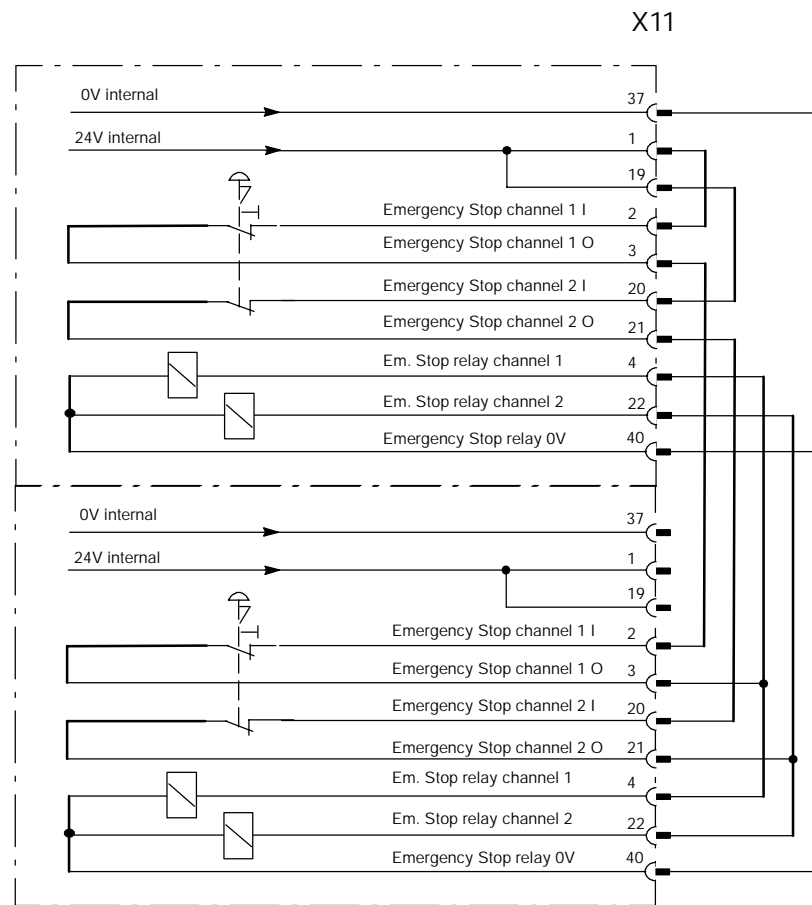 X11
0V internal
37
24V internal
1
19
Emergency Stop channel 1 I
2
Emergency Stop channel 1 O
3
Emergency Stop channel 2 I
20
Emergency Stop channel 2 O
21
Em. Stop relay channel 1
4
Em. Stop relay channel 2
22
Emergency Stop relay 0V
40
0V internal
37
24V internal
1
19
Emergency Stop channel 1 I
2
Emergency Stop channel 1 O
3
Emergency Stop channel 2 I
20
Emergency Stop channel 2 O
21
Em. Stop relay channel 1
4
Em. Stop relay channel 2
22
Emergency Stop relay 0V
40